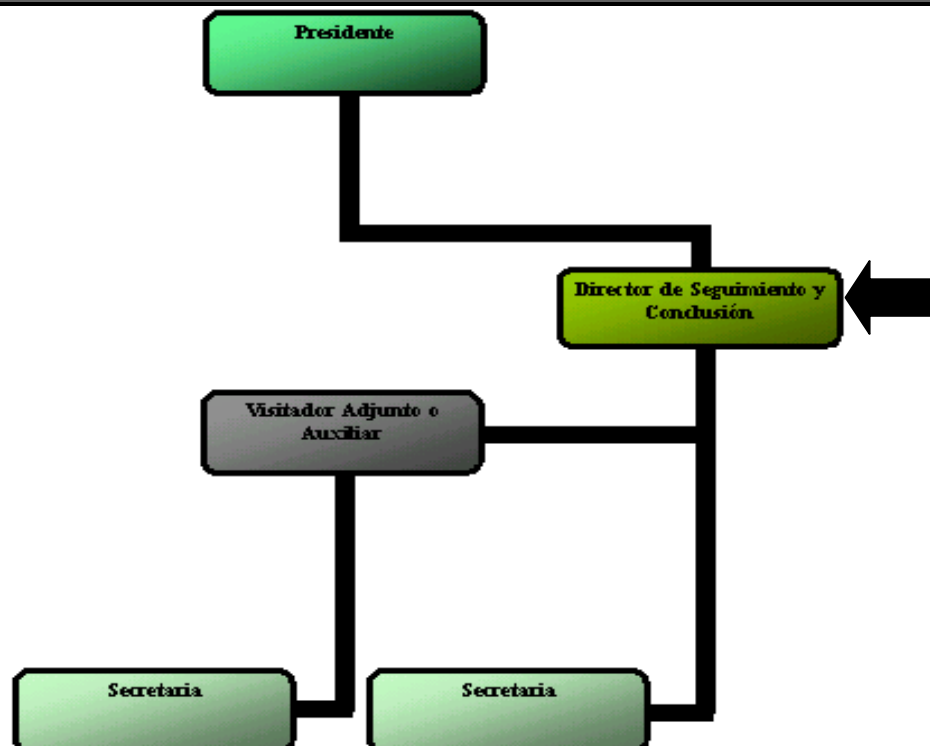 Presidente
Director de Seguimiento y
Conclusión
Visitador Adjunto o
Auxiliar
Secretaria
Secretaria